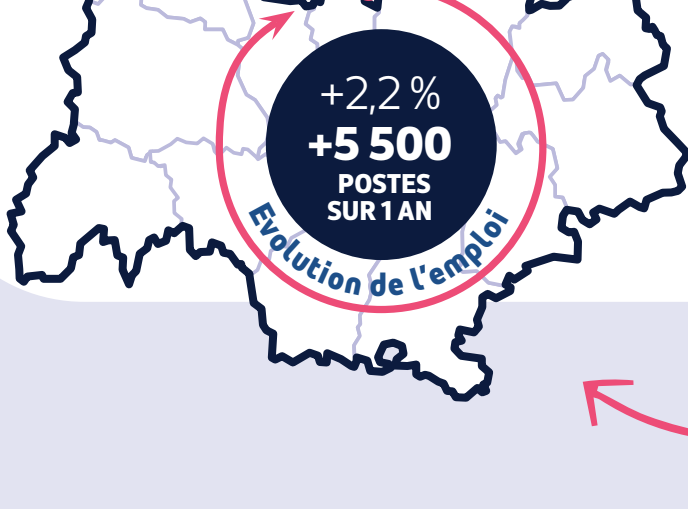 +2,2 %
+5 500
POSTES
SUR 1 AN
Evolution de l'emploi